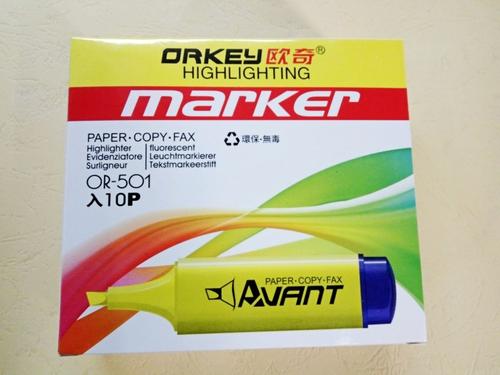 ORKEY欧奇®
HIGHLIGHTING
marker
PAPER·COPY·FAX
Highlighter
Evidenziatore
Surligneur
fluorescent
Leuchtmarkierer
Tekstmarkeerstift
環保·無毒
OR-501
入10P
PAPER·COPY·FAX
AVANT